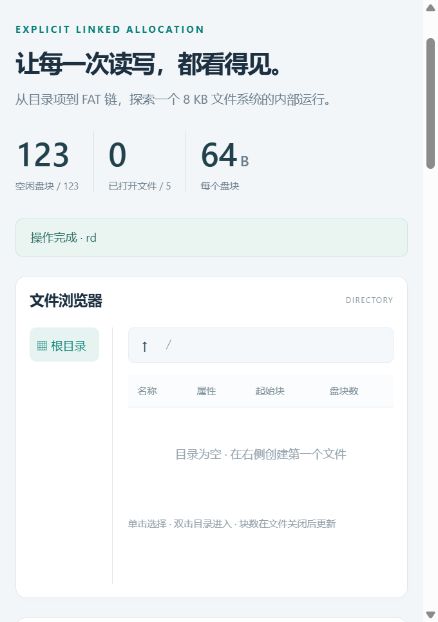 EXPLICIT LINKED ALLOCATION
让每一次读写，都看得见。
从目录项到 FAT 链，探索一个 8 KB 文件系统的内部运行。
123 0 64 B
空闲盘块 / 123 已打开文件 / 5 每个盘块
操作完成 · rd
文件浏览器 DIRECTORY
▦ 根目录 ↑ /
名称 属性 起始块 盘块数
目录为空 · 在右侧创建第一个文件
单击选择 · 双击目录进入 · 块数在文件关闭后更新